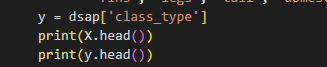 y = dsap['class_type']
print(X.head())
print(y.head())